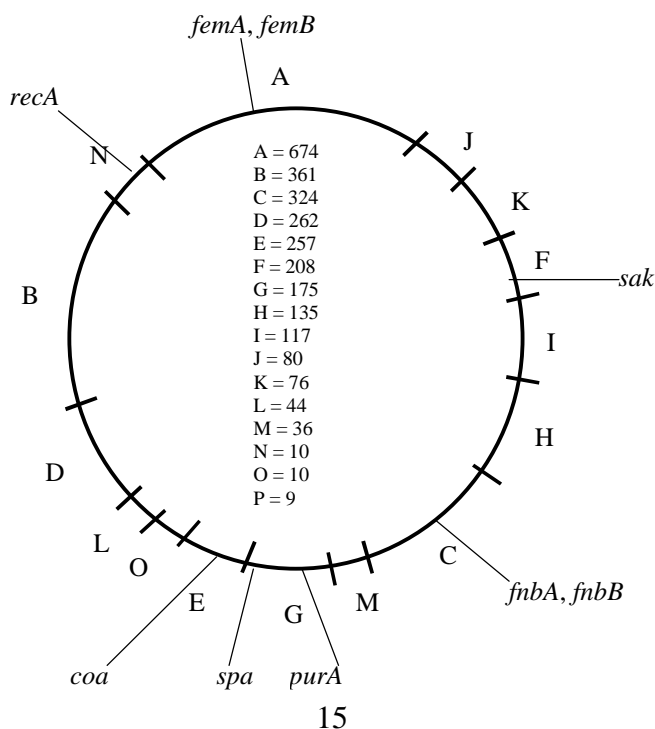 femA, femB
A
recA
N
J
A = 674
B = 361
C = 324
D = 262
E = 257
F = 208
G = 175
H = 135
I = 117
J = 80
K = 76
L = 44
M = 36
N = 10
O = 10
P = 9
K
F
sak
B
I
H
D
L
O
E
G
M
C
fnbA, fnbB
coa
spa
purA
15